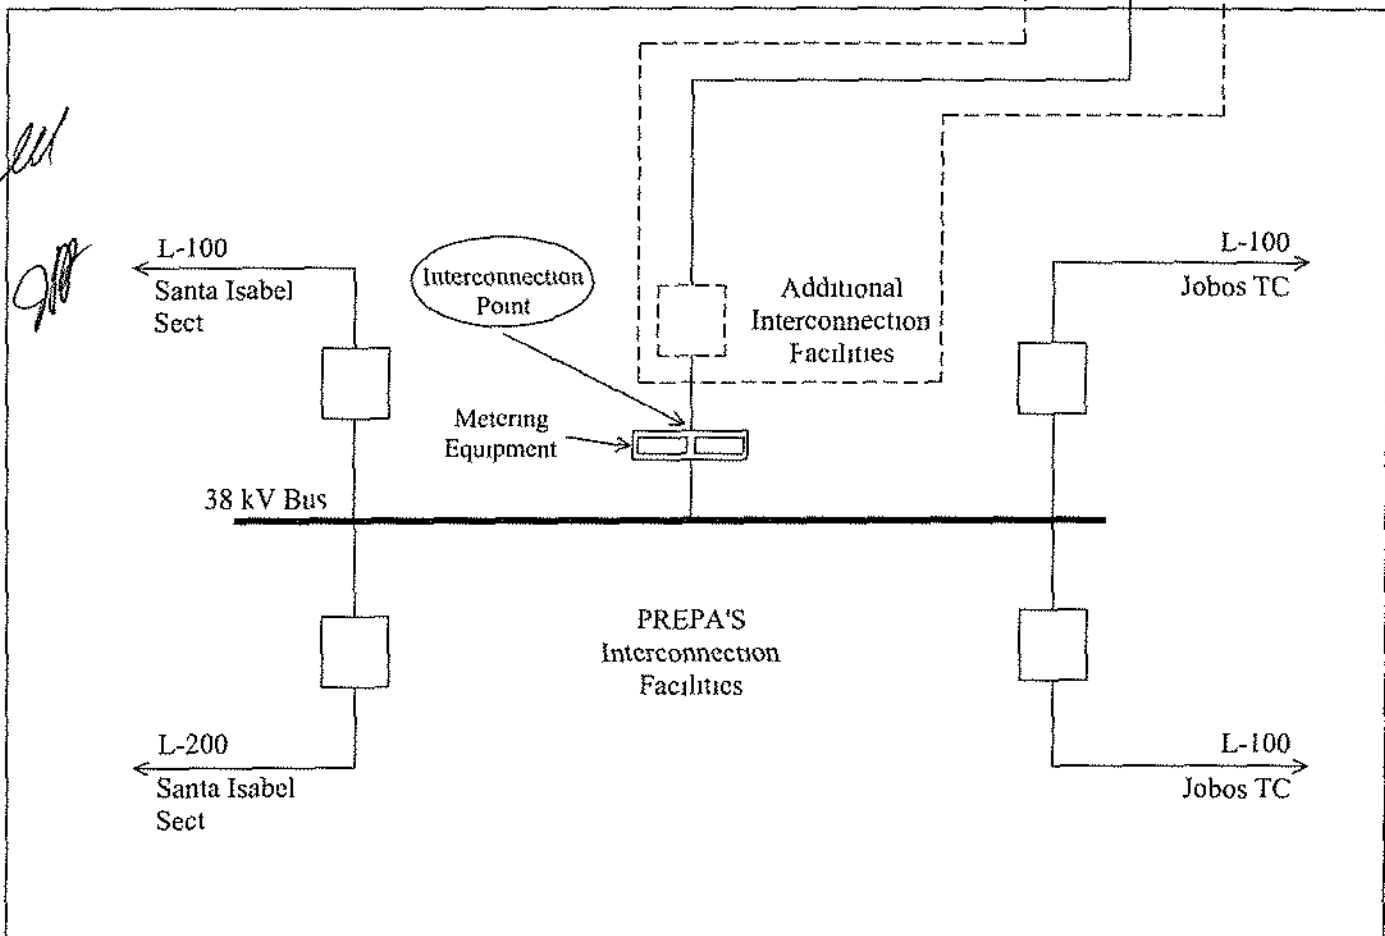 L-100
Santa Isabel
Sect
Interconnection
Point
Additional
Interconnection
Facilities
L-100
Jobos TC
Metering
Equipment
38 kV Bus
PREPA'S
Interconnection
Facilities
L-200
Santa Isabel
Sect
L-100
Jobos TC